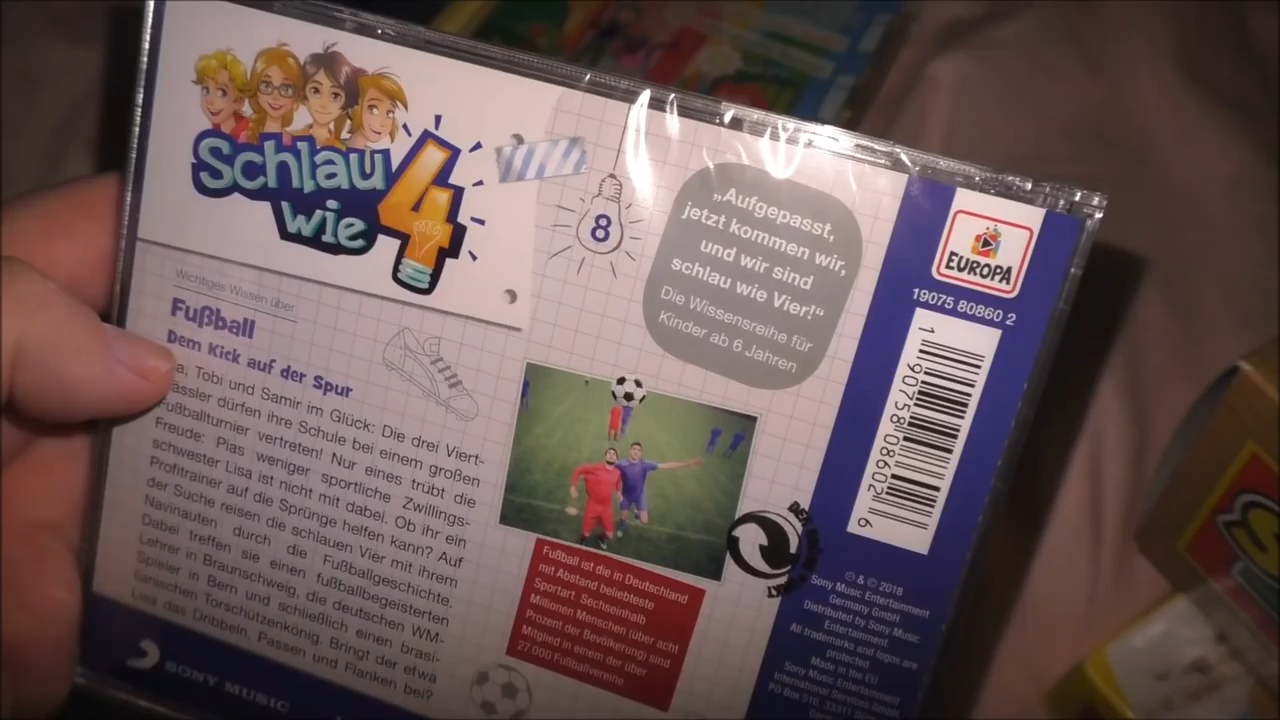 Schlau
wie
4
8
„Aufgepasst,
jetzt kommen wir,
und wir sind
schlau wie Vier!“
Die Wissensreihe für
Kinder ab 6 Jahren
EUROPA
19075 80860 2
1 90758 08602 6
Wichtiges Wissen über
Fußball
Dem Kick auf der Spur
Tobi und Samir im Glück: Die drei Viert-
dürfen ihre Schule bei einem großen
Fußballturnier vertreten! Nur eines trübt die
Freude: Pias weniger sportliche Zwillings-
schwester Lisa ist nicht mit dabei. Ob ihr ein
Profitrainer auf die Sprünge helfen kann? Auf
der Suche reisen die schlauen Vier mit ihrem
Navinauten durch die Fußballgeschichte.
Dabei treffen sie einen fußballbegeisterten
Lehrer in Braunschweig, die deutschen WM-
Spieler in Bern und schließlich einen brasi-
lianischen Torschützenkönig. Bringt der etwa
Lisa das Dribbeln, Passen und Flanken bei?
Fußball ist die in Deutschland
mit Abstand beliebteste
Sportart. Sechseinhalb
Millionen Menschen (über acht
Prozent der Bevölkerung) sind
Mitglied in einem der über
27 000 Fußballvereine
℗ & © 2018
Sony Music Entertainment
Germany GmbH
Distributed by Sony Music
Entertainment.
All trademarks and logos are
protected
Made in the EU
Sony Music Entertainment
International Services GmbH
PO Box 510, 33311
SONY MUSIC